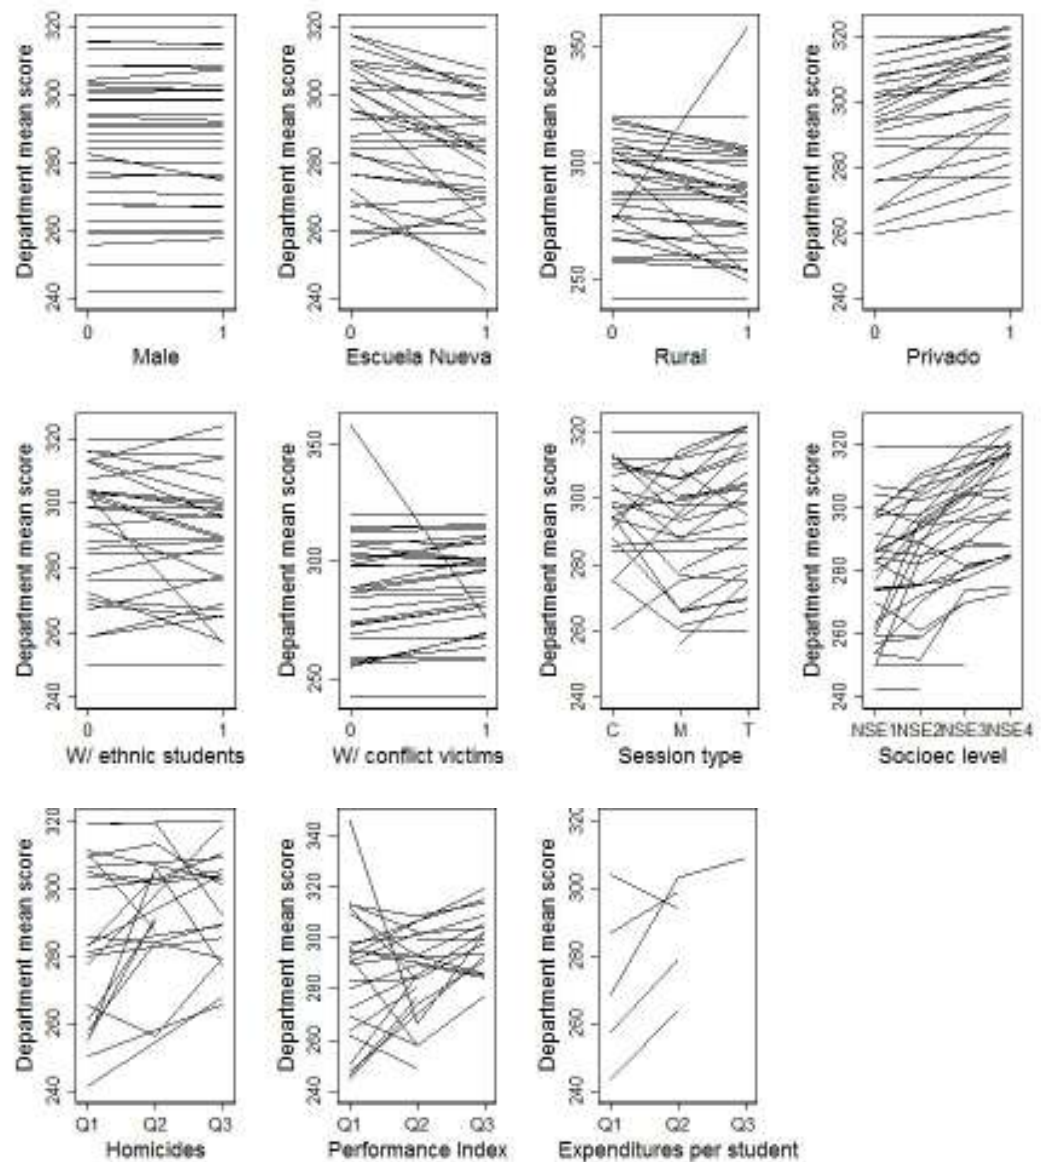 Department mean score
240 260 280 300 320
0 1
Male
Department mean score
240 260 280 300 320
0 1
Escuela Nueva
Department mean score
250 300 350
0 1
Rural
Department mean score
240 260 280 300 320
0 1
Privado
Department mean score
240 260 280 300 320
0 1
W/ ethnic students
Department mean score
250 300 350
0 1
W/ conflict victims
Department mean score
240 260 280 300 320
C M T
Session type
Department mean score
240 260 280 300 320
NSE1 NSE2 NSE3 NSE4
Socioec level
Department mean score
240 260 280 300 320
Q1 Q2 Q3
Homicides
Department mean score
240 260 280 300 320 340
Q1 Q2 Q3
Performance Index
Department mean score
240 260 280 300 320
Q1 Q2 Q3
Expenditures per student